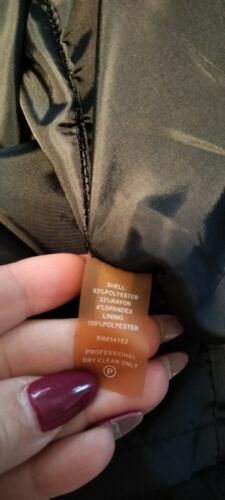 SHELL:
63%POLYESTER
33%RAYON
4%SPANDEX
LINING:
100%POLYESTER
RN#54163
PROFESSIONAL
DRY CLEAN ONLY
P